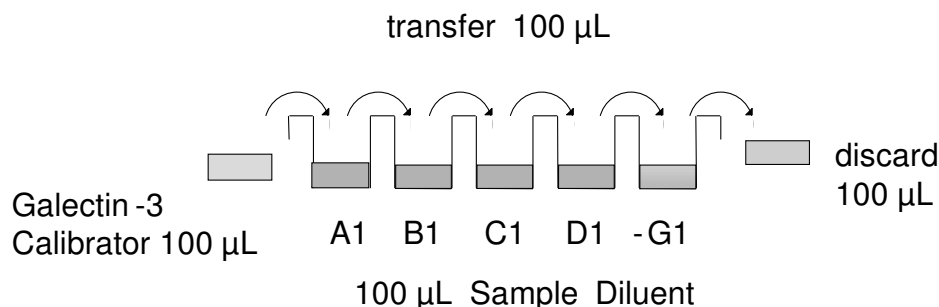 transfer 100 µL
Galectin -3
Calibrator 100 µL
A1 B1 C1 D1 - G1
discard
100 µL
100 µL Sample Diluent